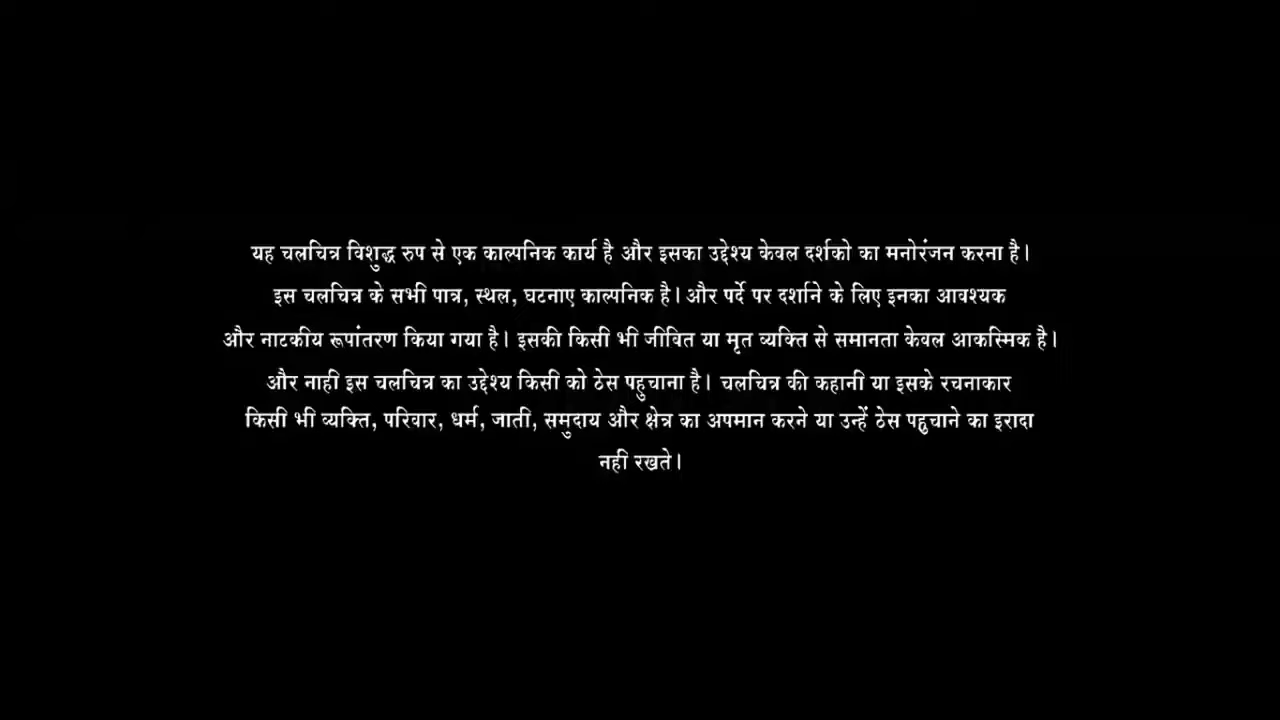 यह चलचित्र विशुद्ध रुप से एक काल्पनिक कार्य है और इसका उद्देश्य केवल दर्शको का मनोरंजन करना है।
इस चलचित्र के सभी पात्र, स्थल, घटनाए काल्पनिक है। और पर्दे पर दर्शाने के लिए इनका आवश्यक
और नाटकीय रूपांतरण किया गया है। इसकी किसी भी जीवित या मृत व्यक्ति से समानता केवल आकस्मिक है।
और नाही इस चलचित्र का उद्देश्य किसी को ठेस पहुचाना है। चलचित्र की कहानी या इसके रचनाकार
किसी भी व्यक्ति, परिवार, धर्म, जाती, समुदाय और क्षेत्र का अपमान करने या उन्हें ठेस पहुचाने का इरादा
नही रखते।